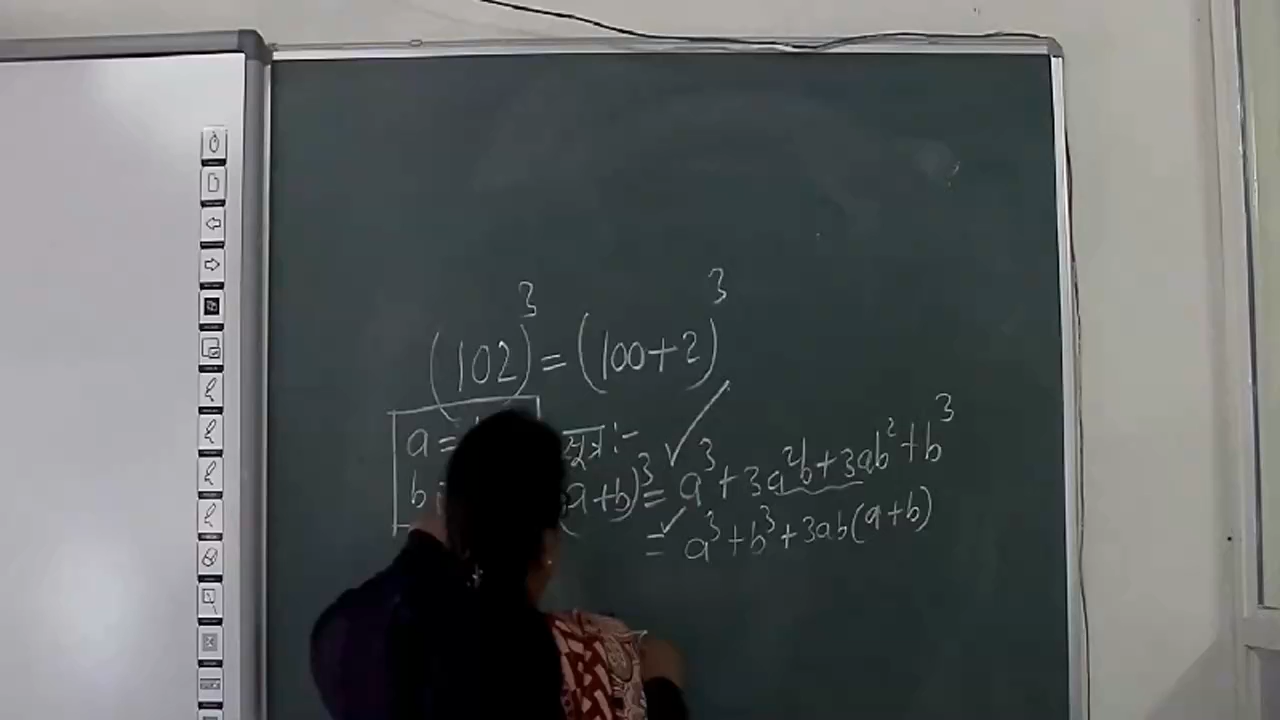 (102)³ = (100+2)³
a = 
सूत्र :-
b 
(a+b)³ = a³ + 3a²b + 3ab² + b³
= a³ + b³ + 3ab(a+b)